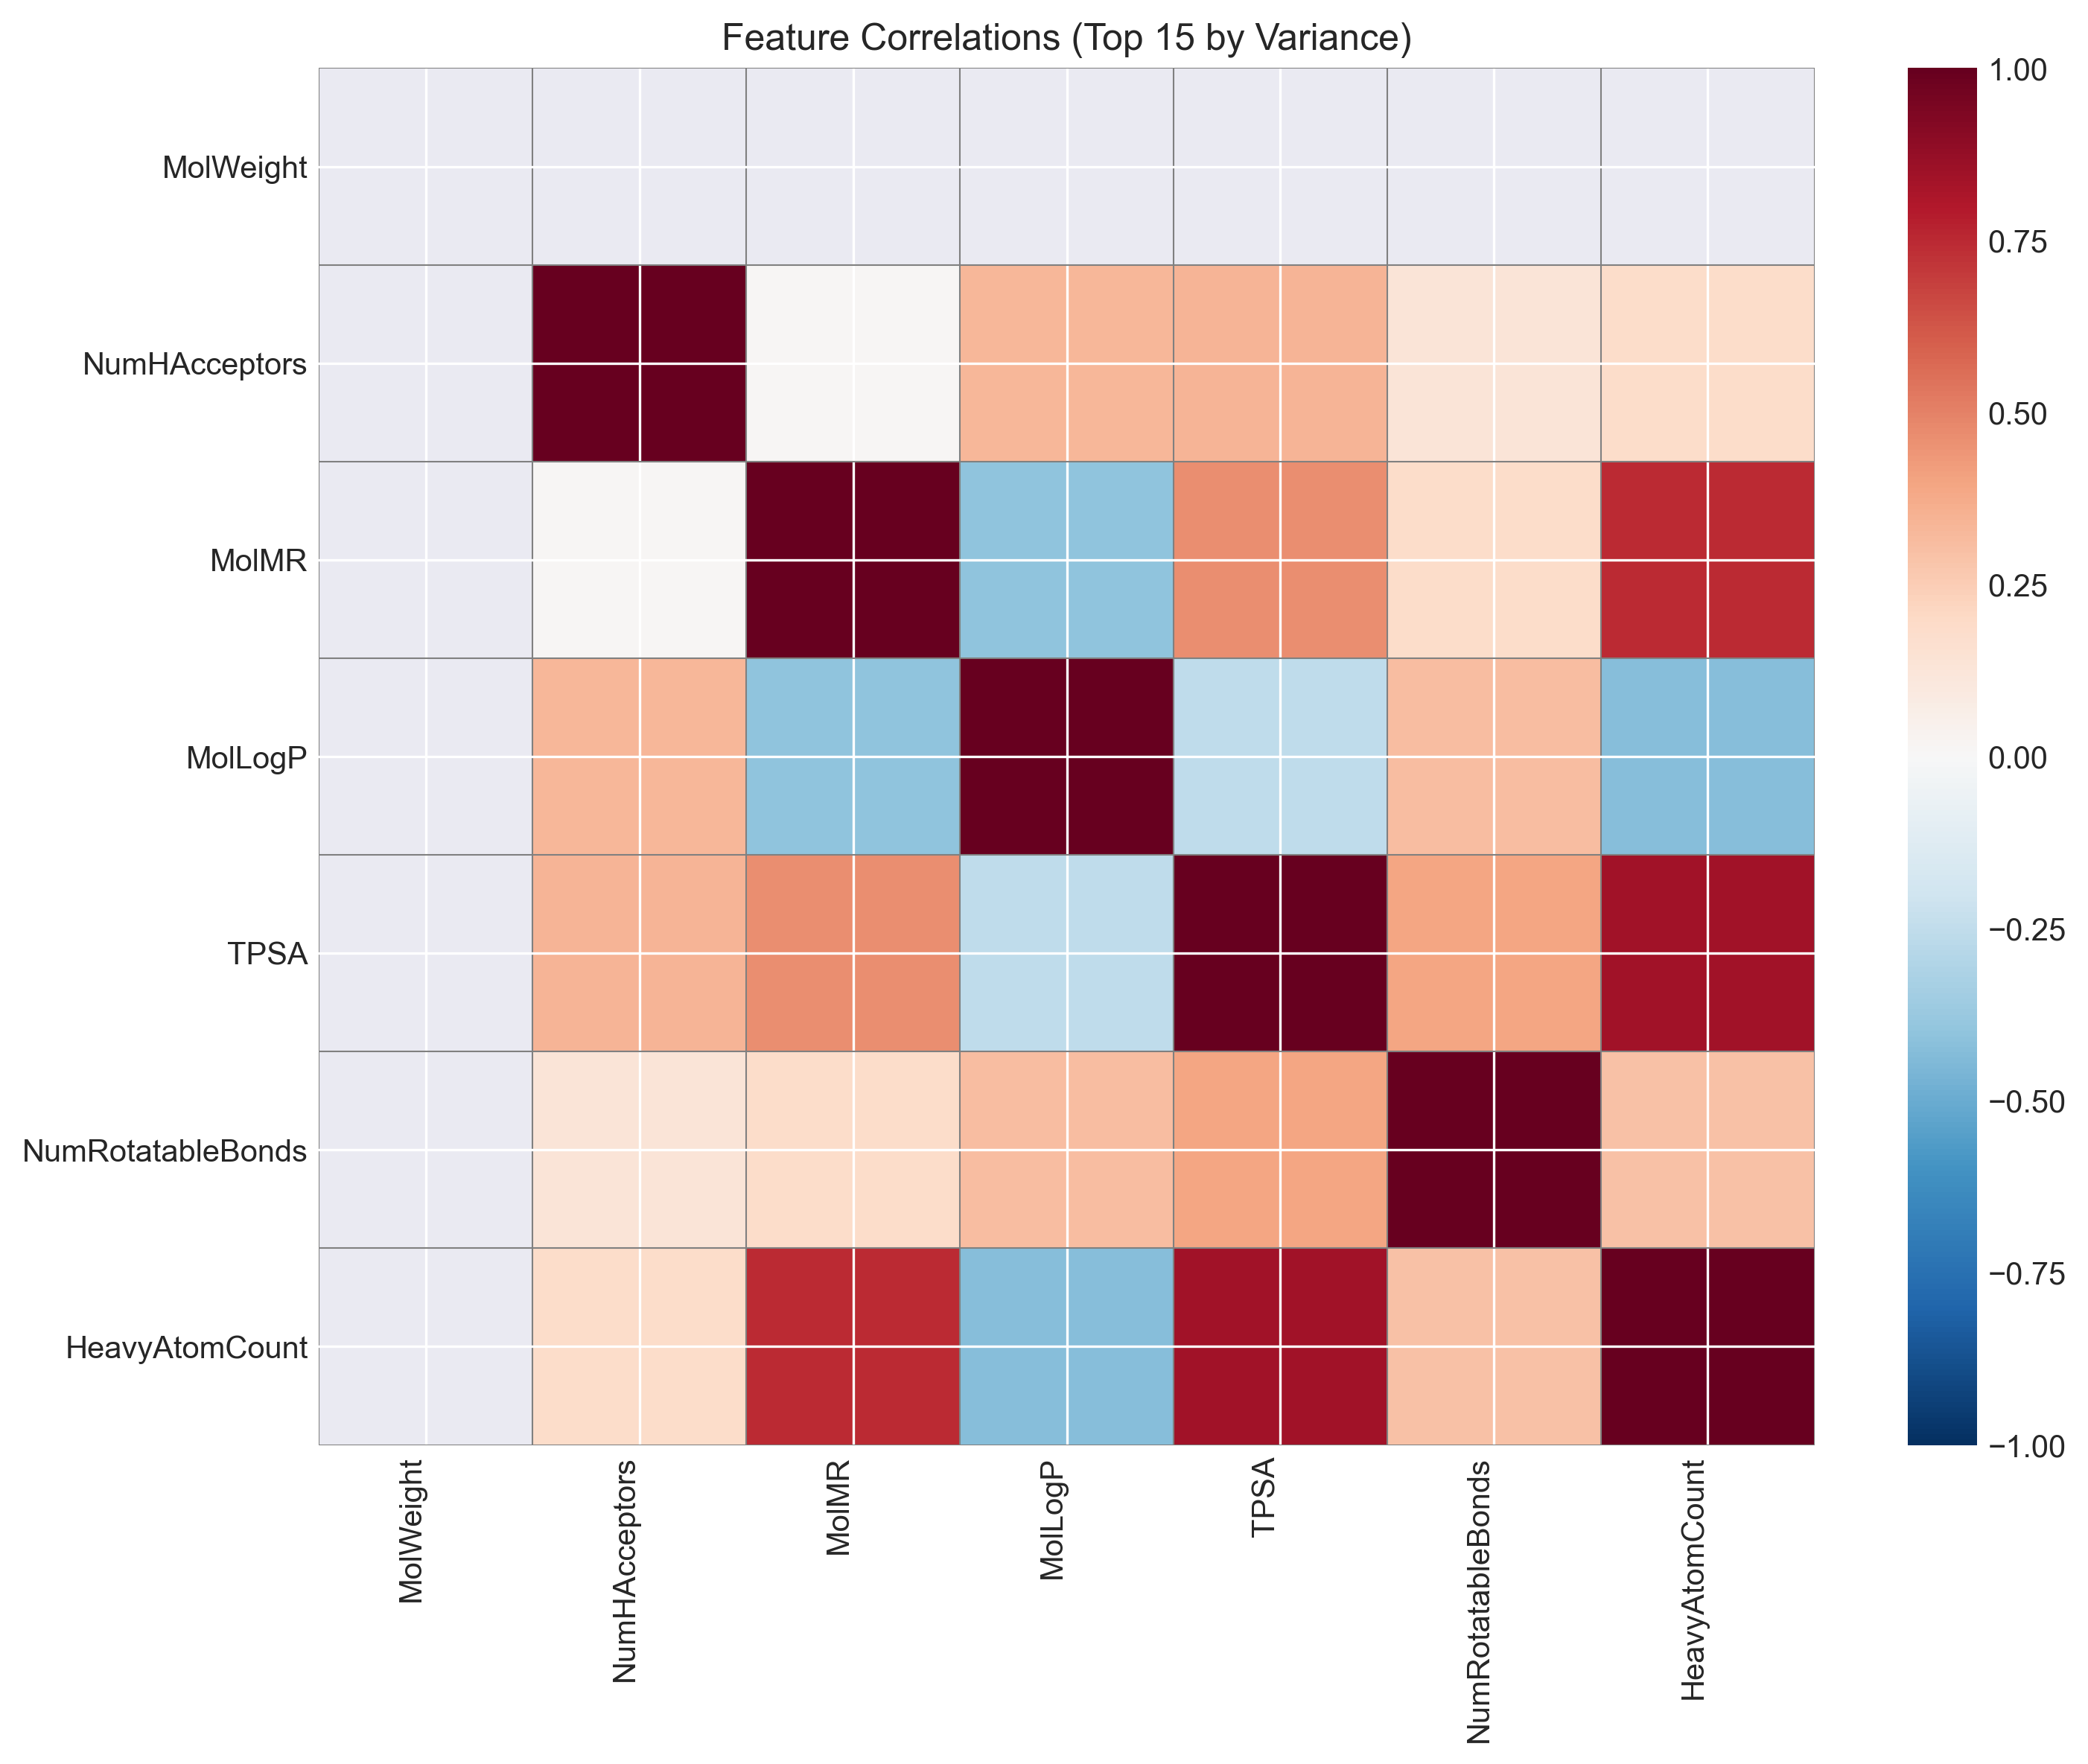 Feature Correlations (Top 15 by Variance)
MolWeight
NumHAcceptors
MolMR
MolLogP
TPSA
NumRotatableBonds
HeavyAtomCount
MolWeight
NumHAcceptors
MolMR
MolLogP
TPSA
NumRotatableBonds
HeavyAtomCount
1.00
0.75
0.50
0.25
0.00
−0.25
−0.50
−0.75
−1.00